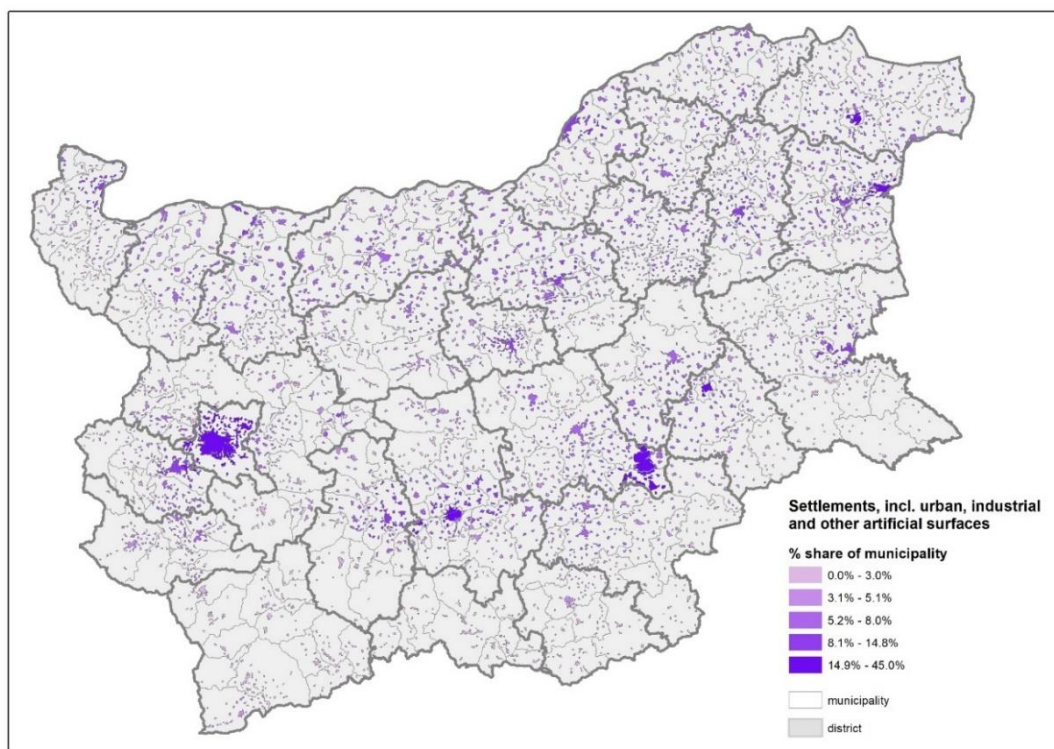 Settlements, incl. urban, industrial
and other artificial surfaces
% share of municipality
0.0% - 3.0%
3.1% - 5.1%
5.2% - 8.0%
8.1% - 14.8%
14.9% - 45.0%
municipality
district